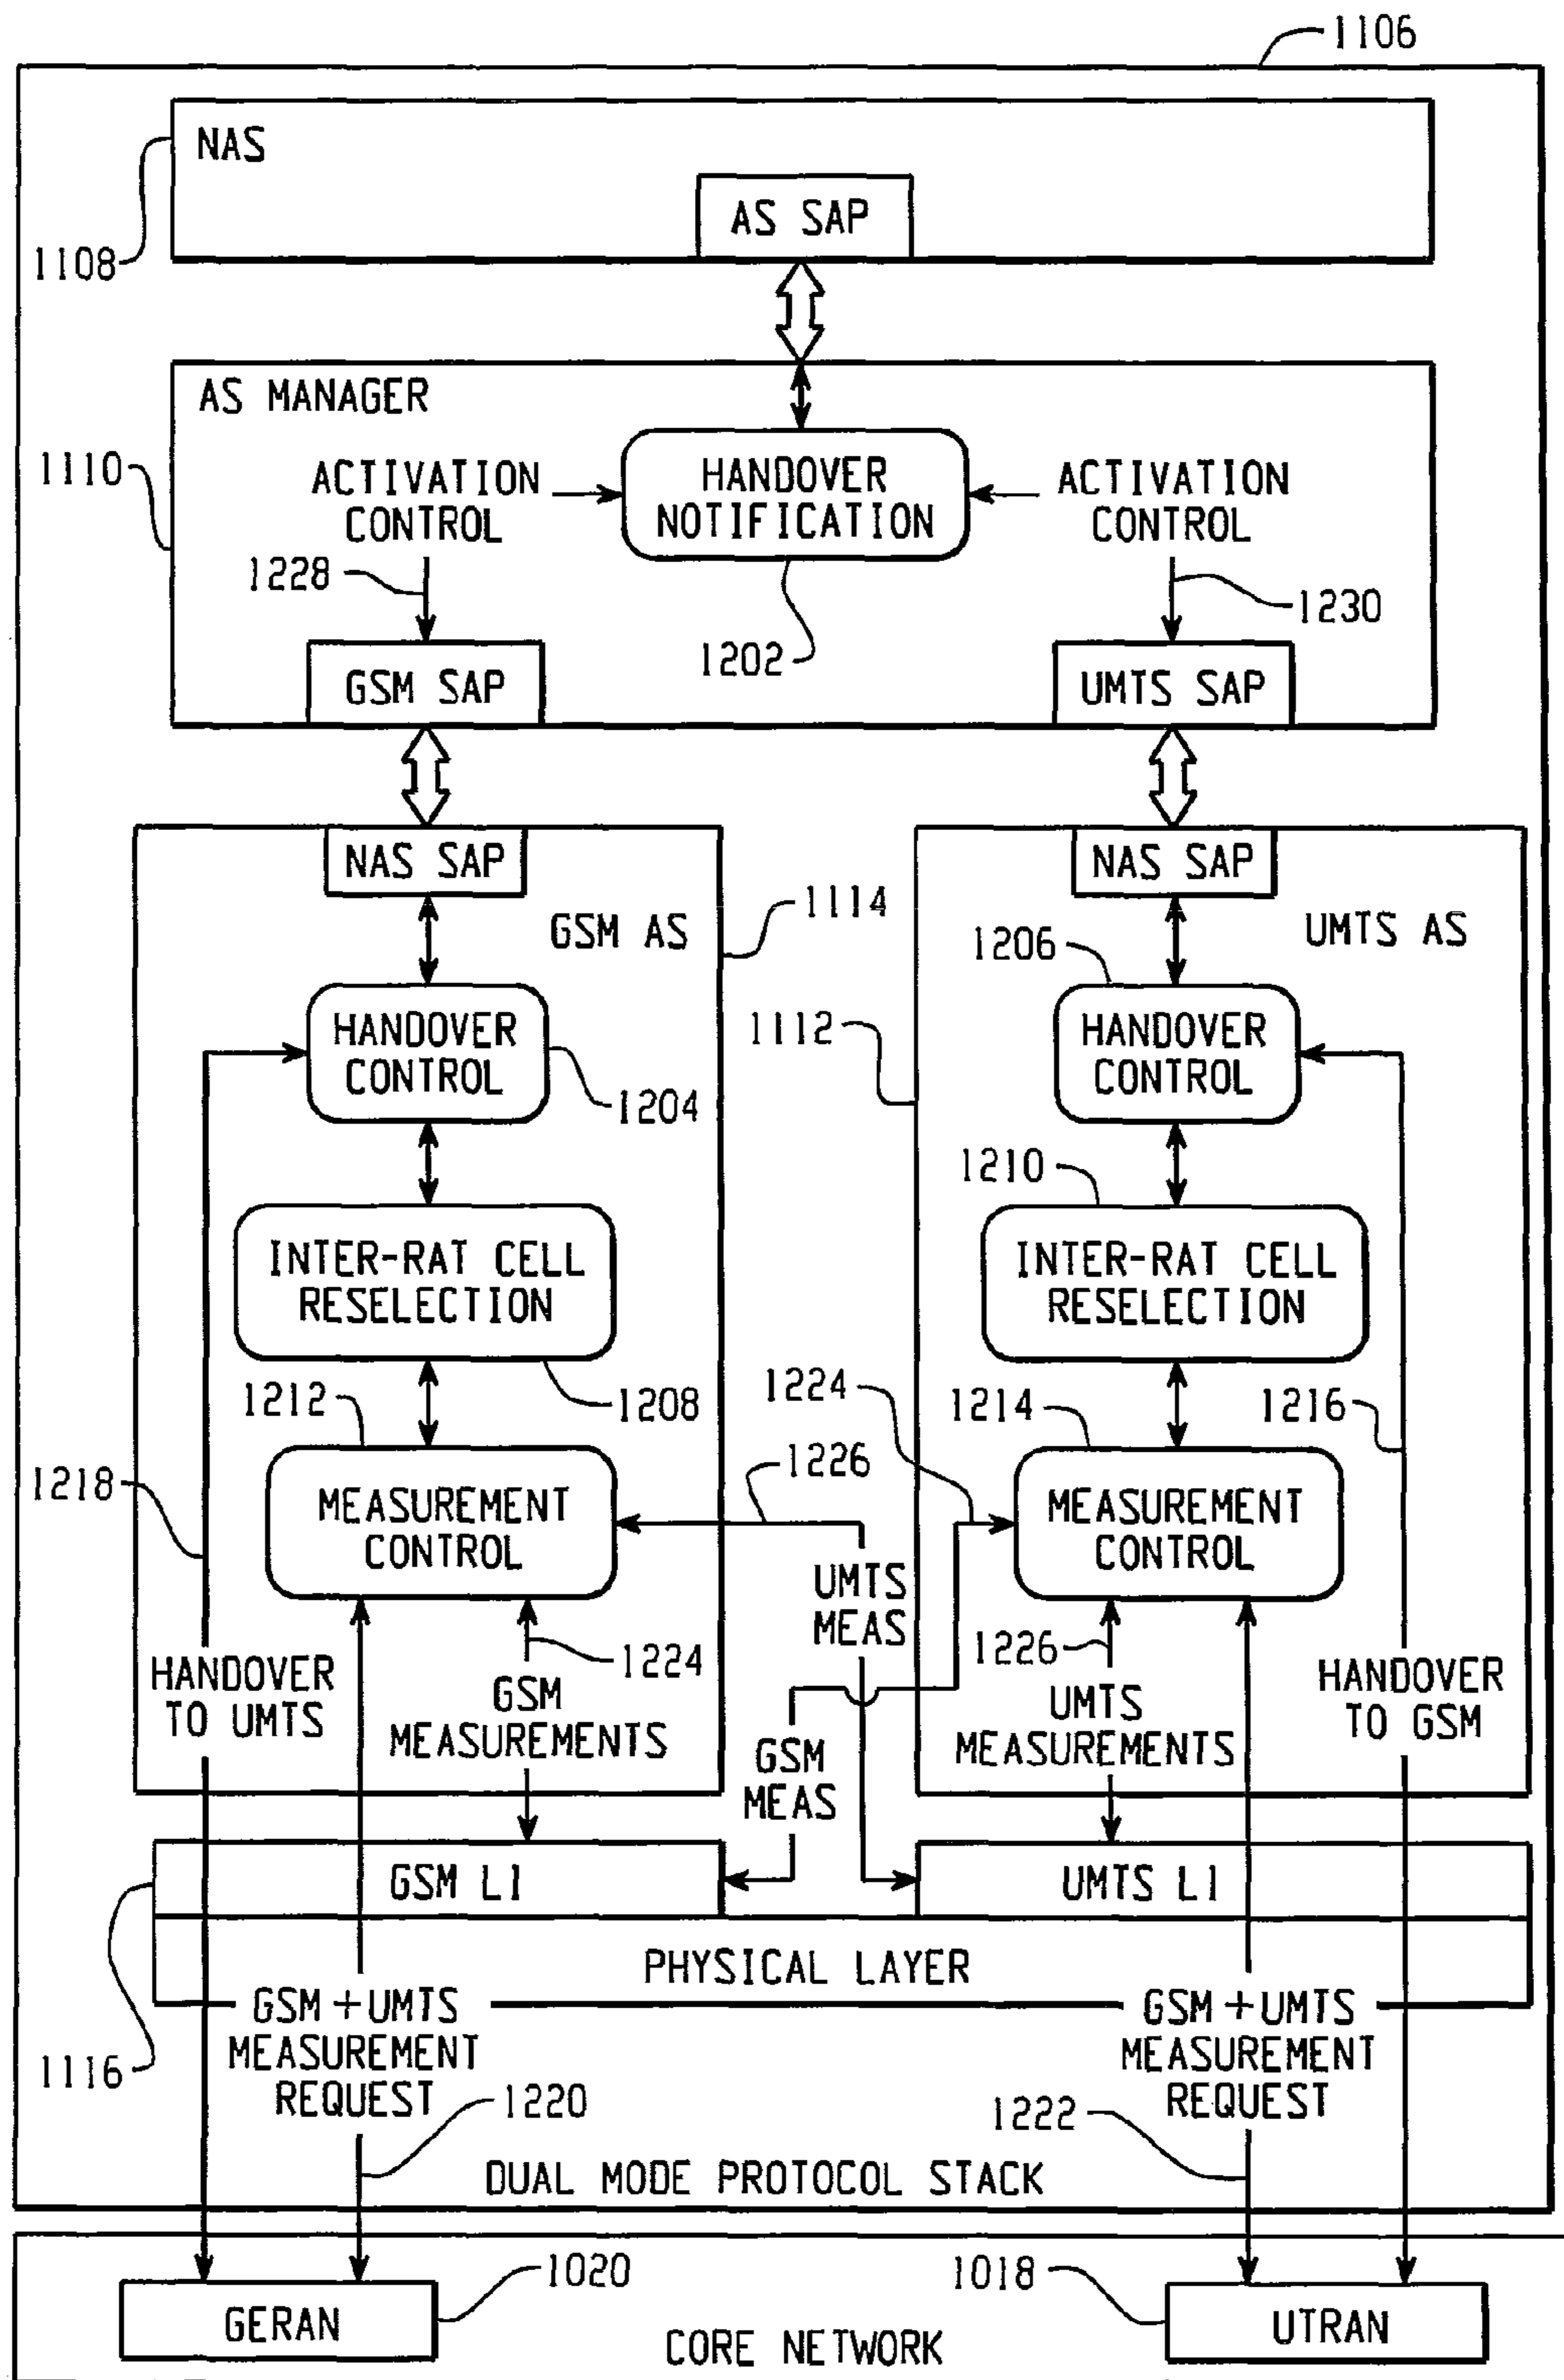 1106
NAS
AS SAP
1108
AS MANAGER
1110
ACTIVATION
CONTROL
HANDOVER
NOTIFICATION
ACTIVATION
CONTROL
1228
1230
1202
GSM SAP
UMTS SAP
NAS SAP
NAS SAP
GSM AS
1114
UMTS AS
1206
HANDOVER
CONTROL
1112
HANDOVER
CONTROL
1204
1210
INTER-RAT CELL
RESELECTION
INTER-RAT CELL
RESELECTION
1212
1208
1224
1214
1216
1218
1226
MEASUREMENT
CONTROL
MEASUREMENT
CONTROL
UMTS
MEAS
1224
1226
HANDOVER
TO UMTS
GSM
MEASUREMENTS
UMTS
MEASUREMENTS
HANDOVER
TO GSM
GSM
MEAS
GSM L1
UMTS L1
PHYSICAL LAYER
1116
GSM+UMTS
MEASUREMENT
REQUEST
GSM+UMTS
MEASUREMENT
REQUEST
1220
1222
DUAL MODE PROTOCOL STACK
1020
1018
GERAN
UTRAN
CORE NETWORK